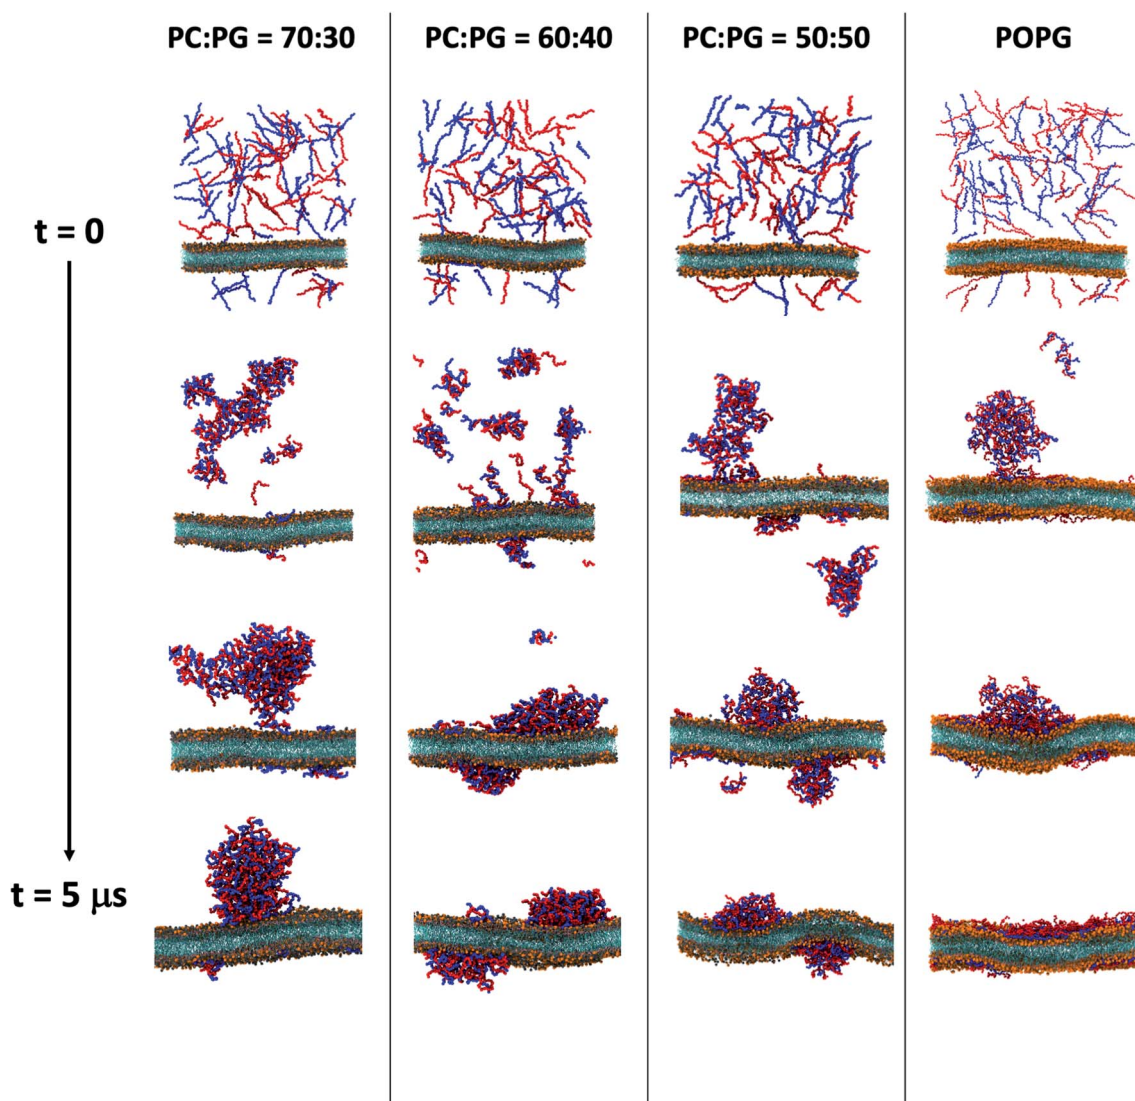 PC:PG = 70:30
PC:PG = 60:40
PC:PG = 50:50
POPG
t = 0
t = 5 μs